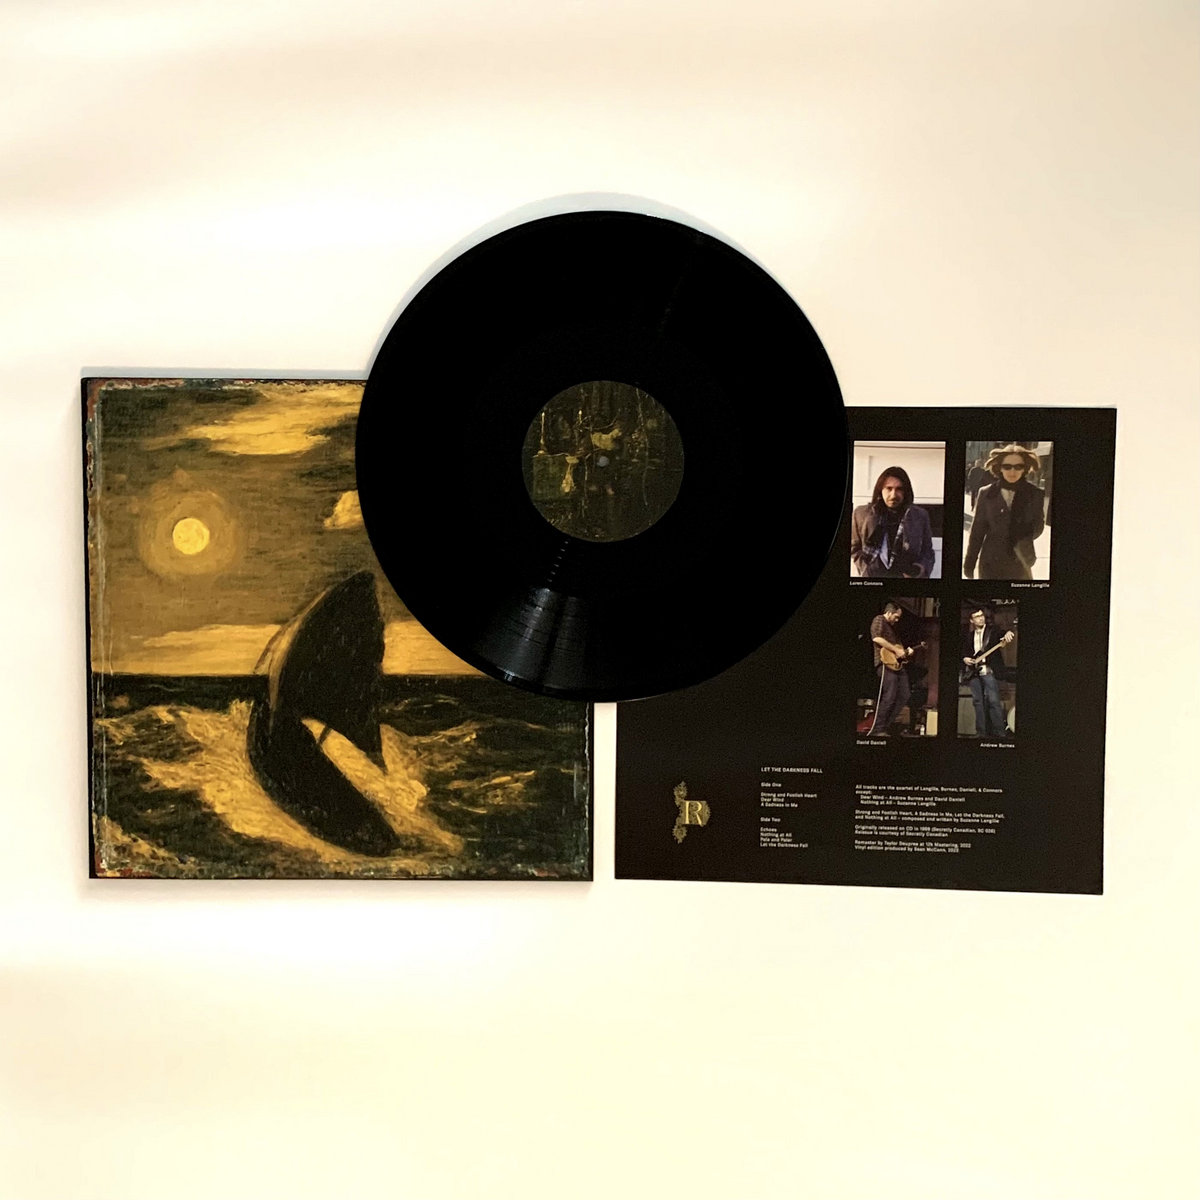 Loren Connors
Suzanne Langille
David Daniell
Andrew Burnes
R
LET THE DARKNESS FALL
Side One
Strong and Foolish Heart
Dear Wind
A Sadness in Me
Side Two
Echoes
Nothing at All
Pale and Paler
Let the Darkness Fall
All tracks are the quartet of Langille, Burnes, Daniell, & Connors
except:
Dear Wind – Andrew Burnes and David Daniell
Nothing at All – Suzanne Langille
Strong and Foolish Heart, A Sadness in Me, Let the Darkness Fall,
and Nothing at All – composed and written by Suzanne Langille
Originally released on CD in 1999 (Secretly Canadian, SC 026)
Reissue is courtesy of Secretly Canadian
Remaster by Taylor Deupree at 12k Mastering, 2022
Vinyl edition produced by Sean McCann, 2023